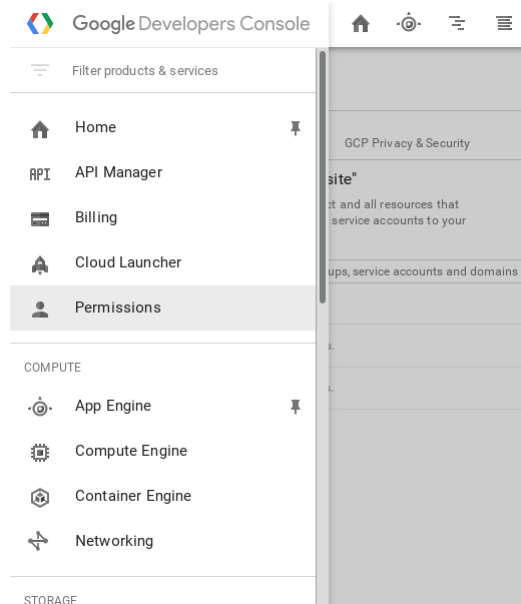 Google Developers Console
Filter products & services
Home
API Manager
Billing
Cloud Launcher
Permissions
COMPUTE
App Engine
Compute Engine
Container Engine
Networking
STORAGE
GCP Privacy & Security
site"
ct and all resources that
service accounts to your
ups, service accounts and domains
s.
s.